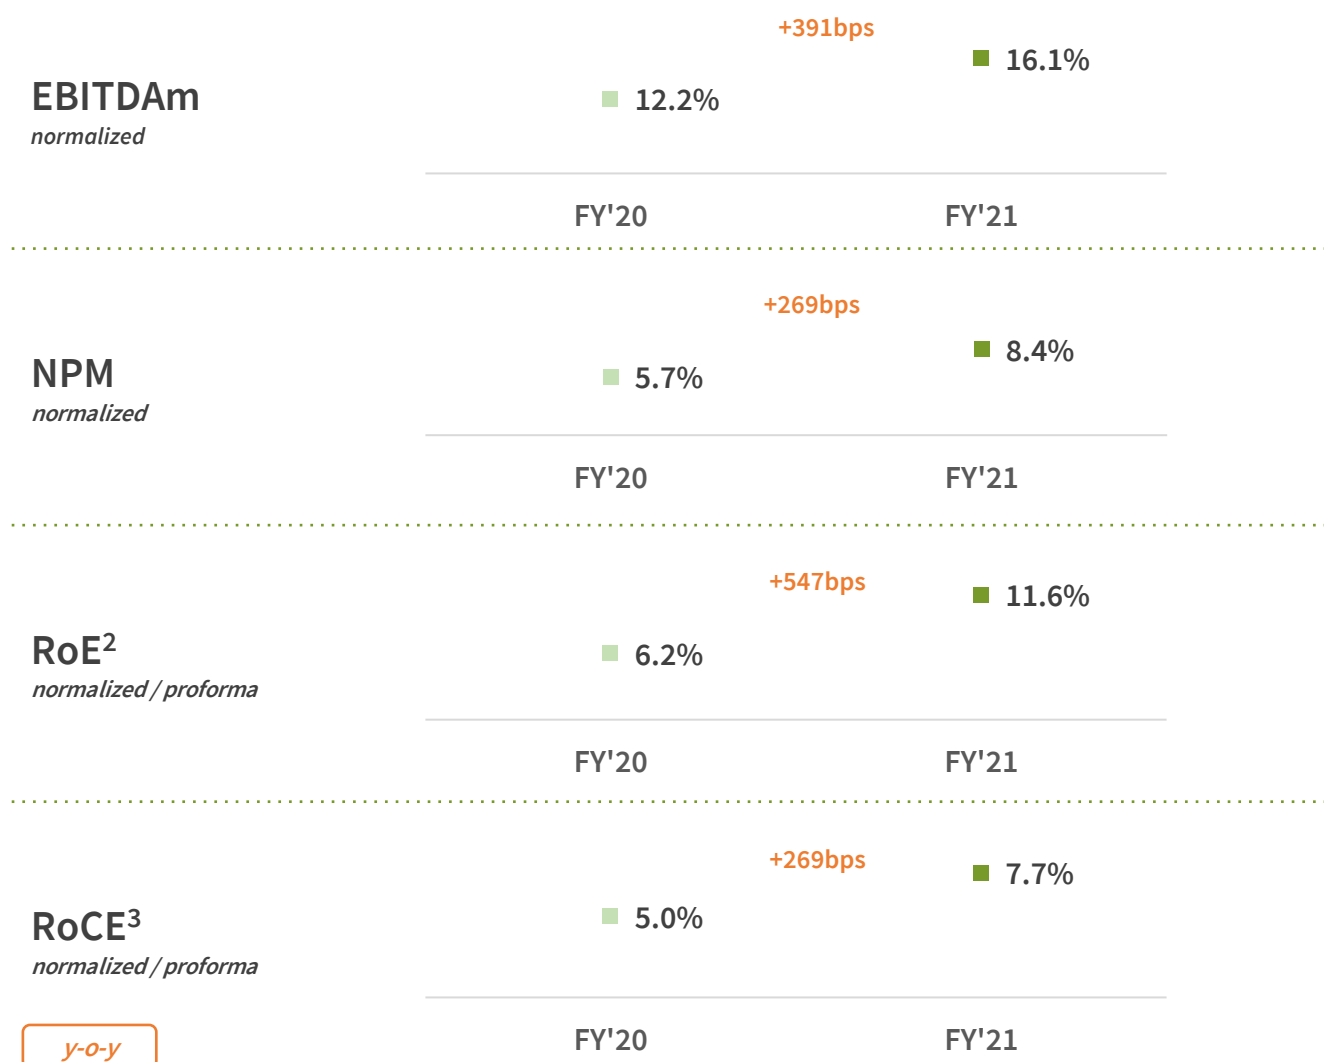 +391bps
16.1%
12.2%
EBITDAm
normalized
FY'20 FY'21
+269bps
8.4%
5.7%
NPM
normalized
FY'20 FY'21
+547bps
11.6%
6.2%
RoE²
normalized / proforma
FY'20 FY'21
+269bps
7.7%
5.0%
RoCE³
normalized / proforma
FY'20 FY'21
y-o-y